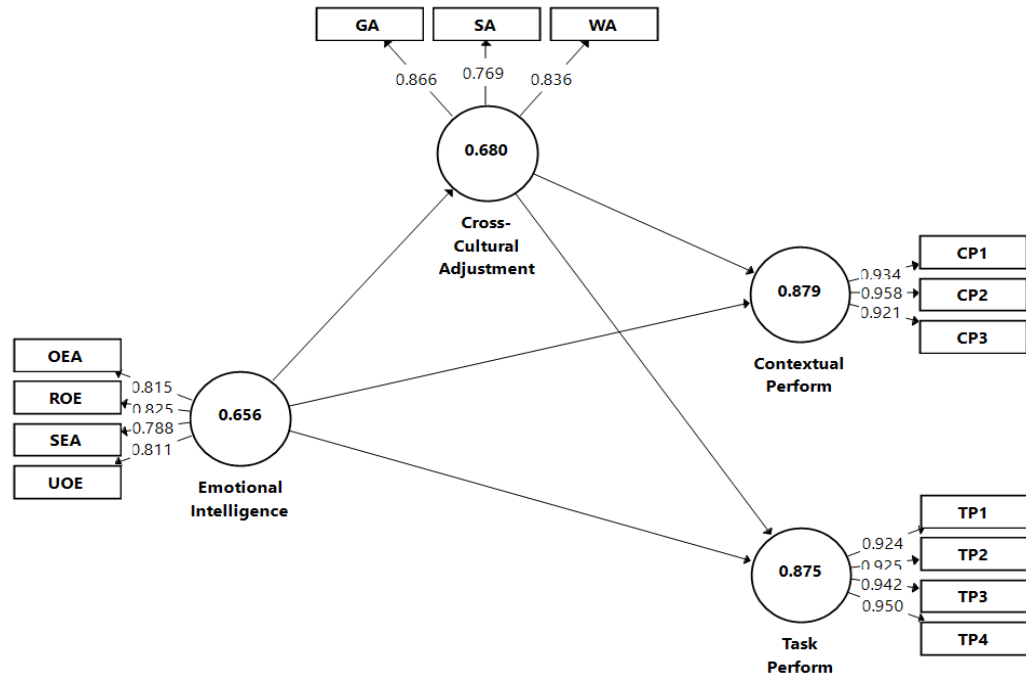 GA
SA
WA
0.866
0.769
0.836
0.680
Cross-
Cultural
Adjustment
CP1
CP2
CP3
0.934
0.958
0.921
0.879
Contextual
Perform
OEA
ROE
SEA
UOE
0.815
0.825
0.788
0.811
0.656
Emotional
Intelligence
TP1
TP2
TP3
TP4
0.924
0.925
0.942
0.950
0.875
Task
Perform